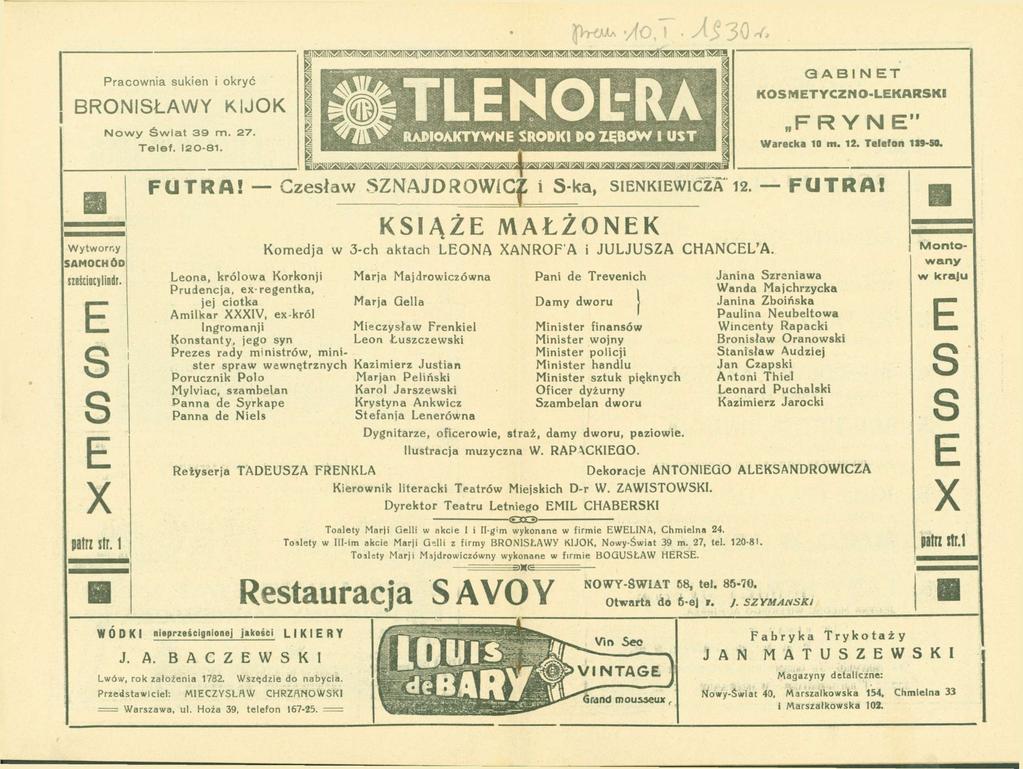 prem. 10. I. 1930 r.
Pracownia sukien i okryć
BRONISŁAWY KIJOK
Nowy Świat 39 m. 27.
Telef. 120-81.
TLENOL-RA
RADIOAKTYWNE ŚRODKI DO ZĘBÓW I UST
GABINET
KOSMETYCZNO-LEKARSKI
„FRYNE"
Warecka 10 m. 12. Telefon 189-50.
FUTRA! — Czesław SZNAJDROWICZ i S-ka, SIENKIEWICZA 12. — FUTRA!
Wytworny
SAMOCHÓD
sześciocylindr.
E
S
S
E
X
patrz str. 1
KSIĄŻE MAŁŻONEK
Komedja w 3-ch aktach LEONA XANROF'A i JULJUSZA CHANCEL'A.
Leona, królowa Korkonji Marja Majdrowiczówna
Prudencja, ex-regentka,
jej ciotka Marja Gella
Amilkar XXXIV, ex-król
Ingromanji Mieczysław Frenkiel
Konstanty, jego syn Leon Łuszczewski
Prezes rady ministrów, mini-
ster spraw wewnętrznych Kazimierz Justian
Porucznik Polo Marjan Peliński
Mylviac, szambelan Karol Jarszewski
Panna de Syrkape Krystyna Ankwicz
Panna de Niels Stefanja Lenerówna
Pani de Trevenich Janina Szreniawa
Wanda Majchrzycka
Damy dworu } Janina Zboińska
Paulina Neubeltowa
Minister finansów Wincenty Rapacki
Minister wojny Bronisław Oranowski
Minister policji Stanisław Audziej
Minister handlu Jan Czapski
Minister sztuk pięknych Antoni Thiel
Oficer dyżurny Leonard Puchalski
Szambelan dworu Kazimierz Jarocki
Dygnitarze, oficerowie, straż, damy dworu, paziowie.
Ilustracja muzyczna W. RAPACKIEGO.
Reżyserja TADEUSZA FRENKLA Dekoracje ANTONIEGO ALEKSANDROWICZA
Kierownik literacki Teatrów Miejskich D-r W. ZAWISTOWSKI.
Dyrektor Teatru Letniego EMIL CHABERSKI
Toalety Marji Gelli w akcie I i II-gim wykonane w firmie EWELINA, Chmielna 24.
Toalety w III-im akcie Marji Gelli z firmy BRONISŁAWY KIJOK, Nowy-Świat 39 m. 27, tel. 120-81.
Toalety Marji Majdrowiczówny wykonane w firmie BOGUSŁAW HERSE.
Restauracja SAVOY
NOWY-ŚWIAT 58, tel. 85-70.
Otwarta do 5-ej r. J. SZYMAŃSKI
Monto-
wany
w kraju
E
S
S
E
X
patrz str. 1
WÓDKI nieprześcignionej jakości LIKIERY
J. A. BACZEWSKI
Lwów, rok założenia 1782. Wszędzie do nabycia.
Przedstawiciel: MIECZYSŁAW CHRZANOWSKI
Warszawa, ul. Hoża 39, telefon 167-25.
LOUIS
de BARY
Vin Sec
VINTAGE
Grand mousseux
Fabryka Trykotaży
JAN MATUSZEWSKI
Magazyny detaliczne:
Nowy-Świat 40, Marszałkowska 154, Chmielna 33
i Marszałkowska 102.